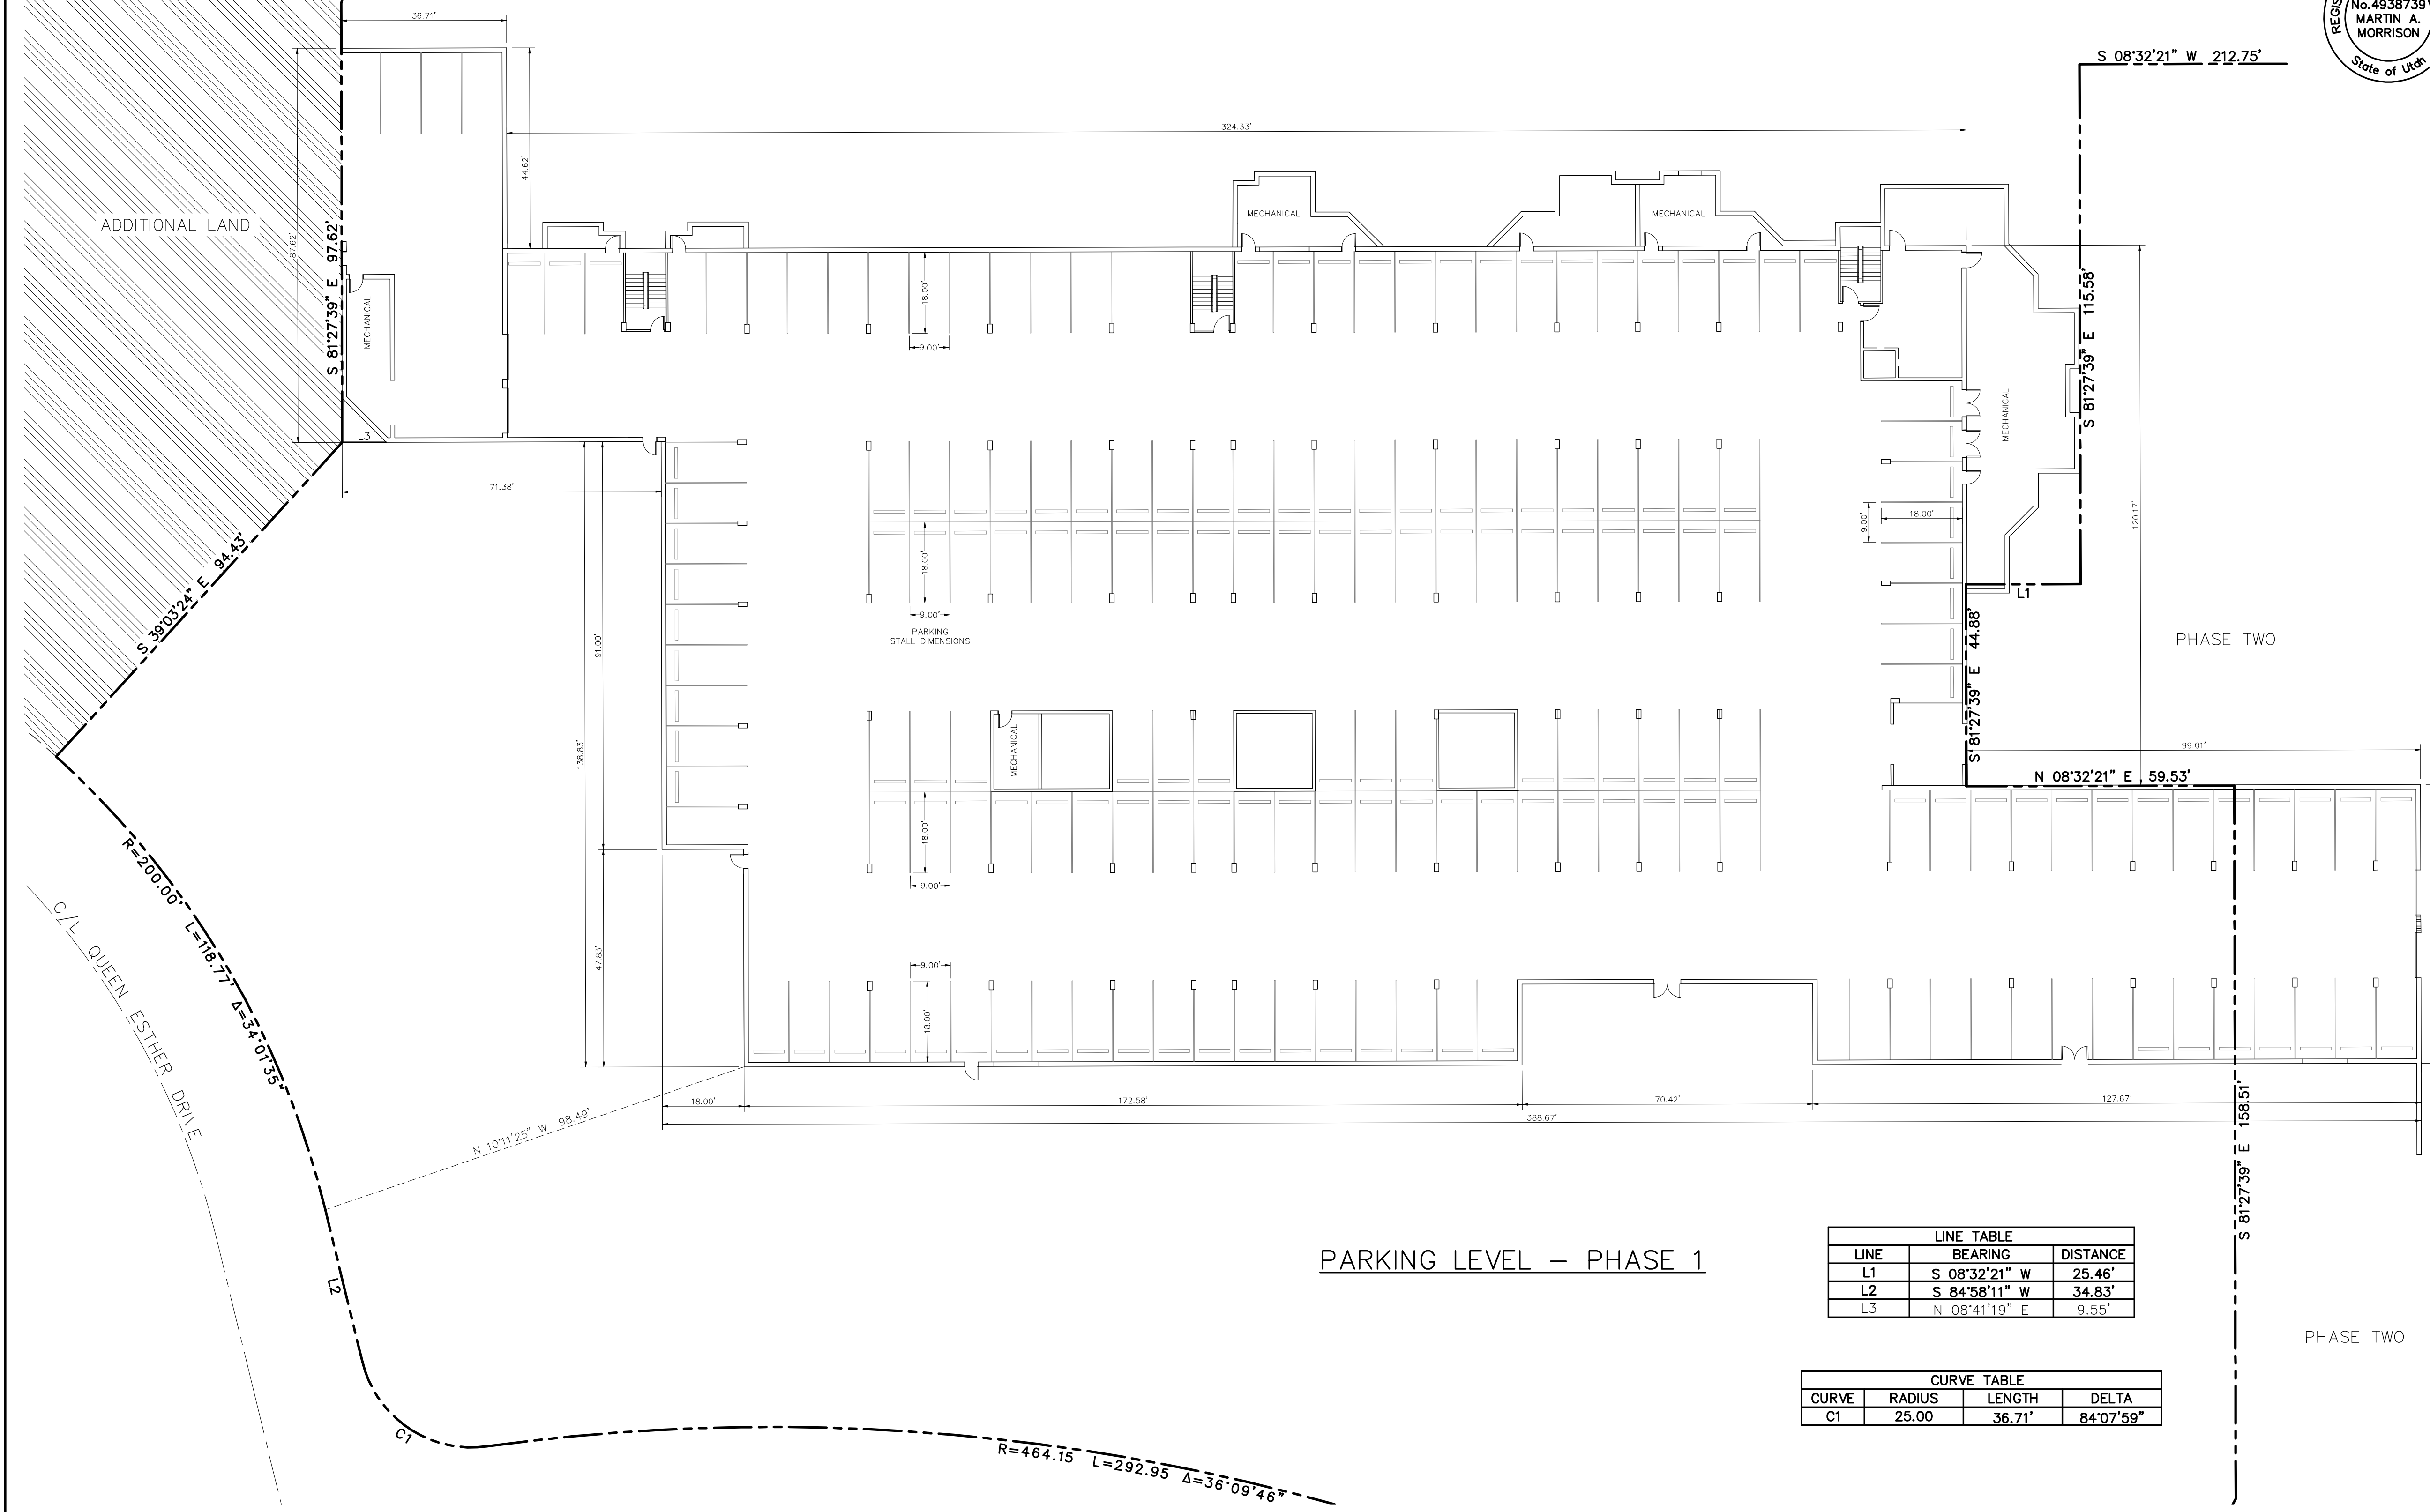 REGIS
No.4938739
MARTIN A.
MORRISON
State of Utah
36.71'
S 08°32'21" W 212.75'
324.33'
44.62'
87.62'
ADDITIONAL LAND
S 81°27'39" E 97.62'
MECHANICAL
MECHANICAL
MECHANICAL
18.00'
9.00'
S 81°27'39" E 115.58'
MECHANICAL
L3
71.38'
120.17'
18.00'
9.00'
S 39°03'24" E 94.43'
18.00'
9.00'
PARKING
STALL DIMENSIONS
L1
S 81°27'39" E 44.88'
PHASE TWO
91.00'
138.83'
MECHANICAL
99.01'
N 08°32'21" E 59.53'
18.00'
9.00'
R=200.00' L=118.77' Δ=34°01'35"
C/L QUEEN ESTHER DRIVE
47.83'
9.00'
18.00'
18.00'
172.58'
70.42'
127.67'
388.67'
N 10°11'25" W 98.49'
S 81°27'39" E 158.51'
L2
PARKING LEVEL – PHASE 1
LINE TABLE
LINE BEARING DISTANCE
L1 S 08°32'21" W 25.46'
L2 S 84°58'11" W 34.83'
L3 N 08°41'19" E 9.55'
PHASE TWO
CURVE TABLE
CURVE RADIUS LENGTH DELTA
C1 25.00 36.71' 84°07'59"
C1
R=464.15 L=292.95 Δ=36°09'46"